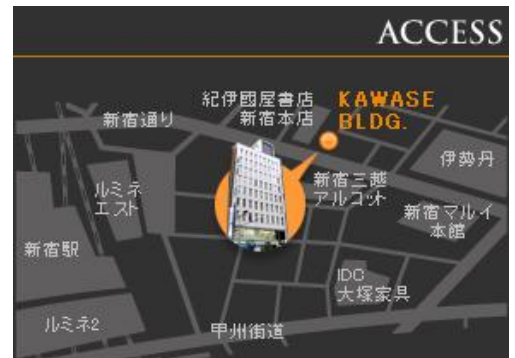 ACCESS
紀伊國屋書店
新宿本店
KAWASE
BLDG.
新宿通り
伊勢丹
ルミネ
エスト
新宿三越
アルコット
新宿マルイ
本館
新宿駅
IDC
大塚家具
ルミネ2
甲州街道